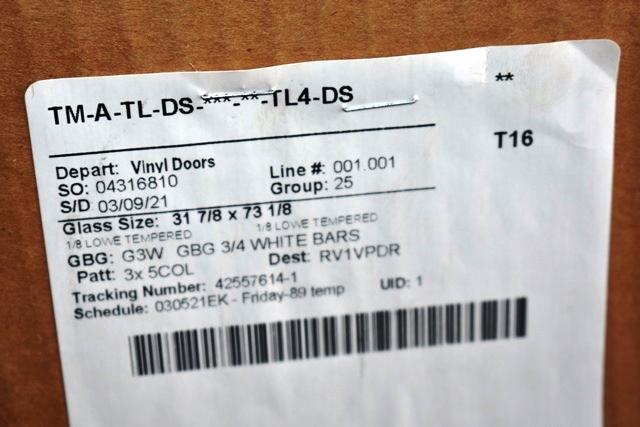 **
TM-A-TL-DS-***-**-TL4-DS
T16
Depart: Vinyl Doors
SO: 04316810 Line #: 001.001
S/D 03/09/21 Group: 25
Glass Size: 31 7/8 x 73 1/8
1/8 LOWE TEMPERED 1/8 LOWE TEMPERED
GBG: G3W GBG 3/4 WHITE BARS
Patt: 3x 5COL Dest: RV1VPDR
Tracking Number: 42557614-1 UID: 1
Schedule: 030521EK - Friday-89 temp